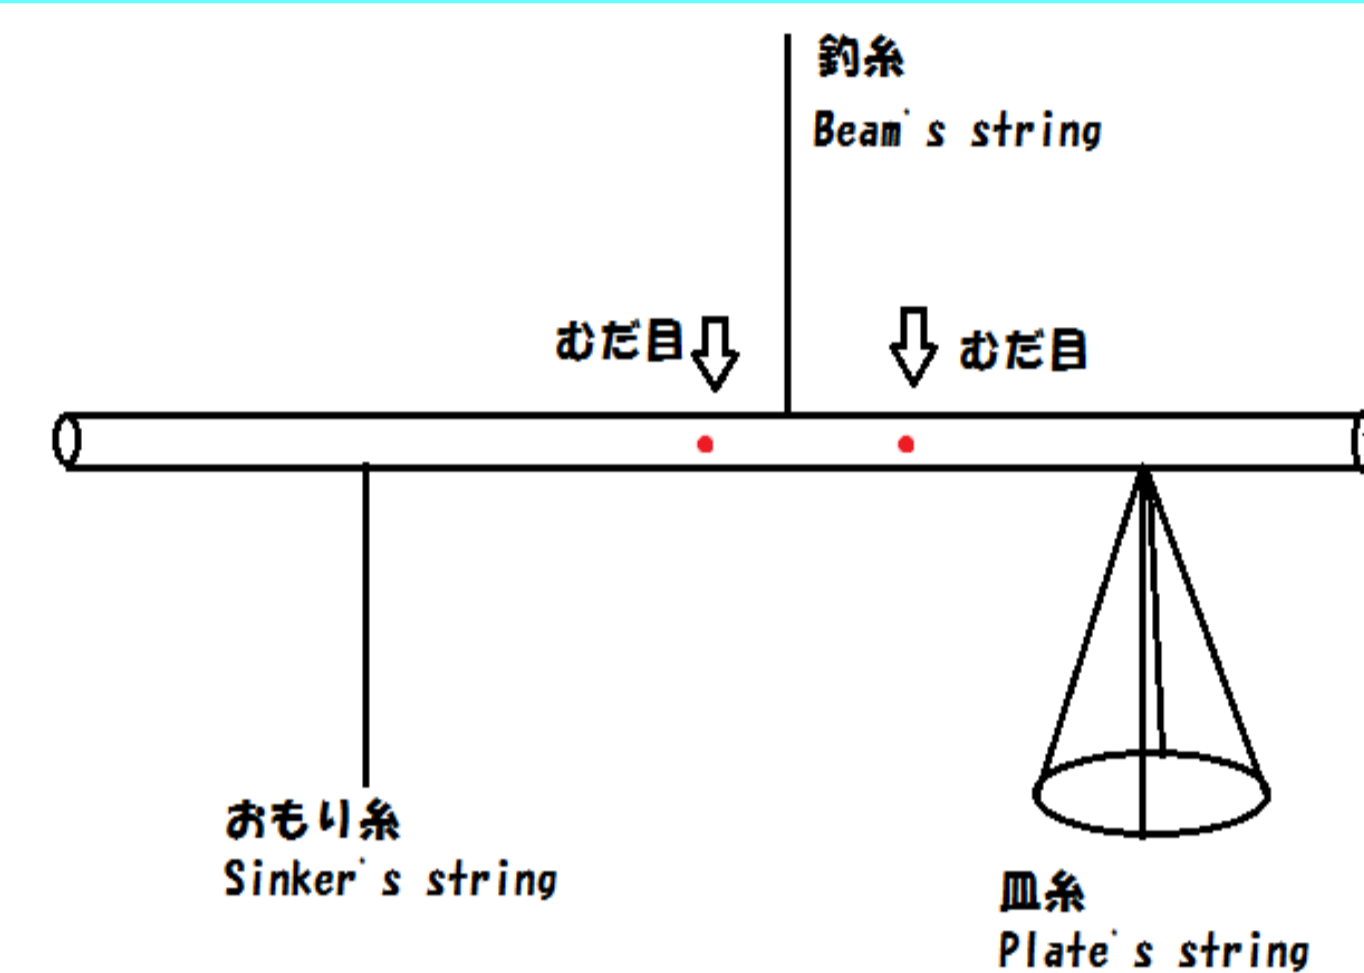 釣糸
Beam's string
むだ目
むだ目
おもり糸
Sinker's string
皿糸
Plate's string